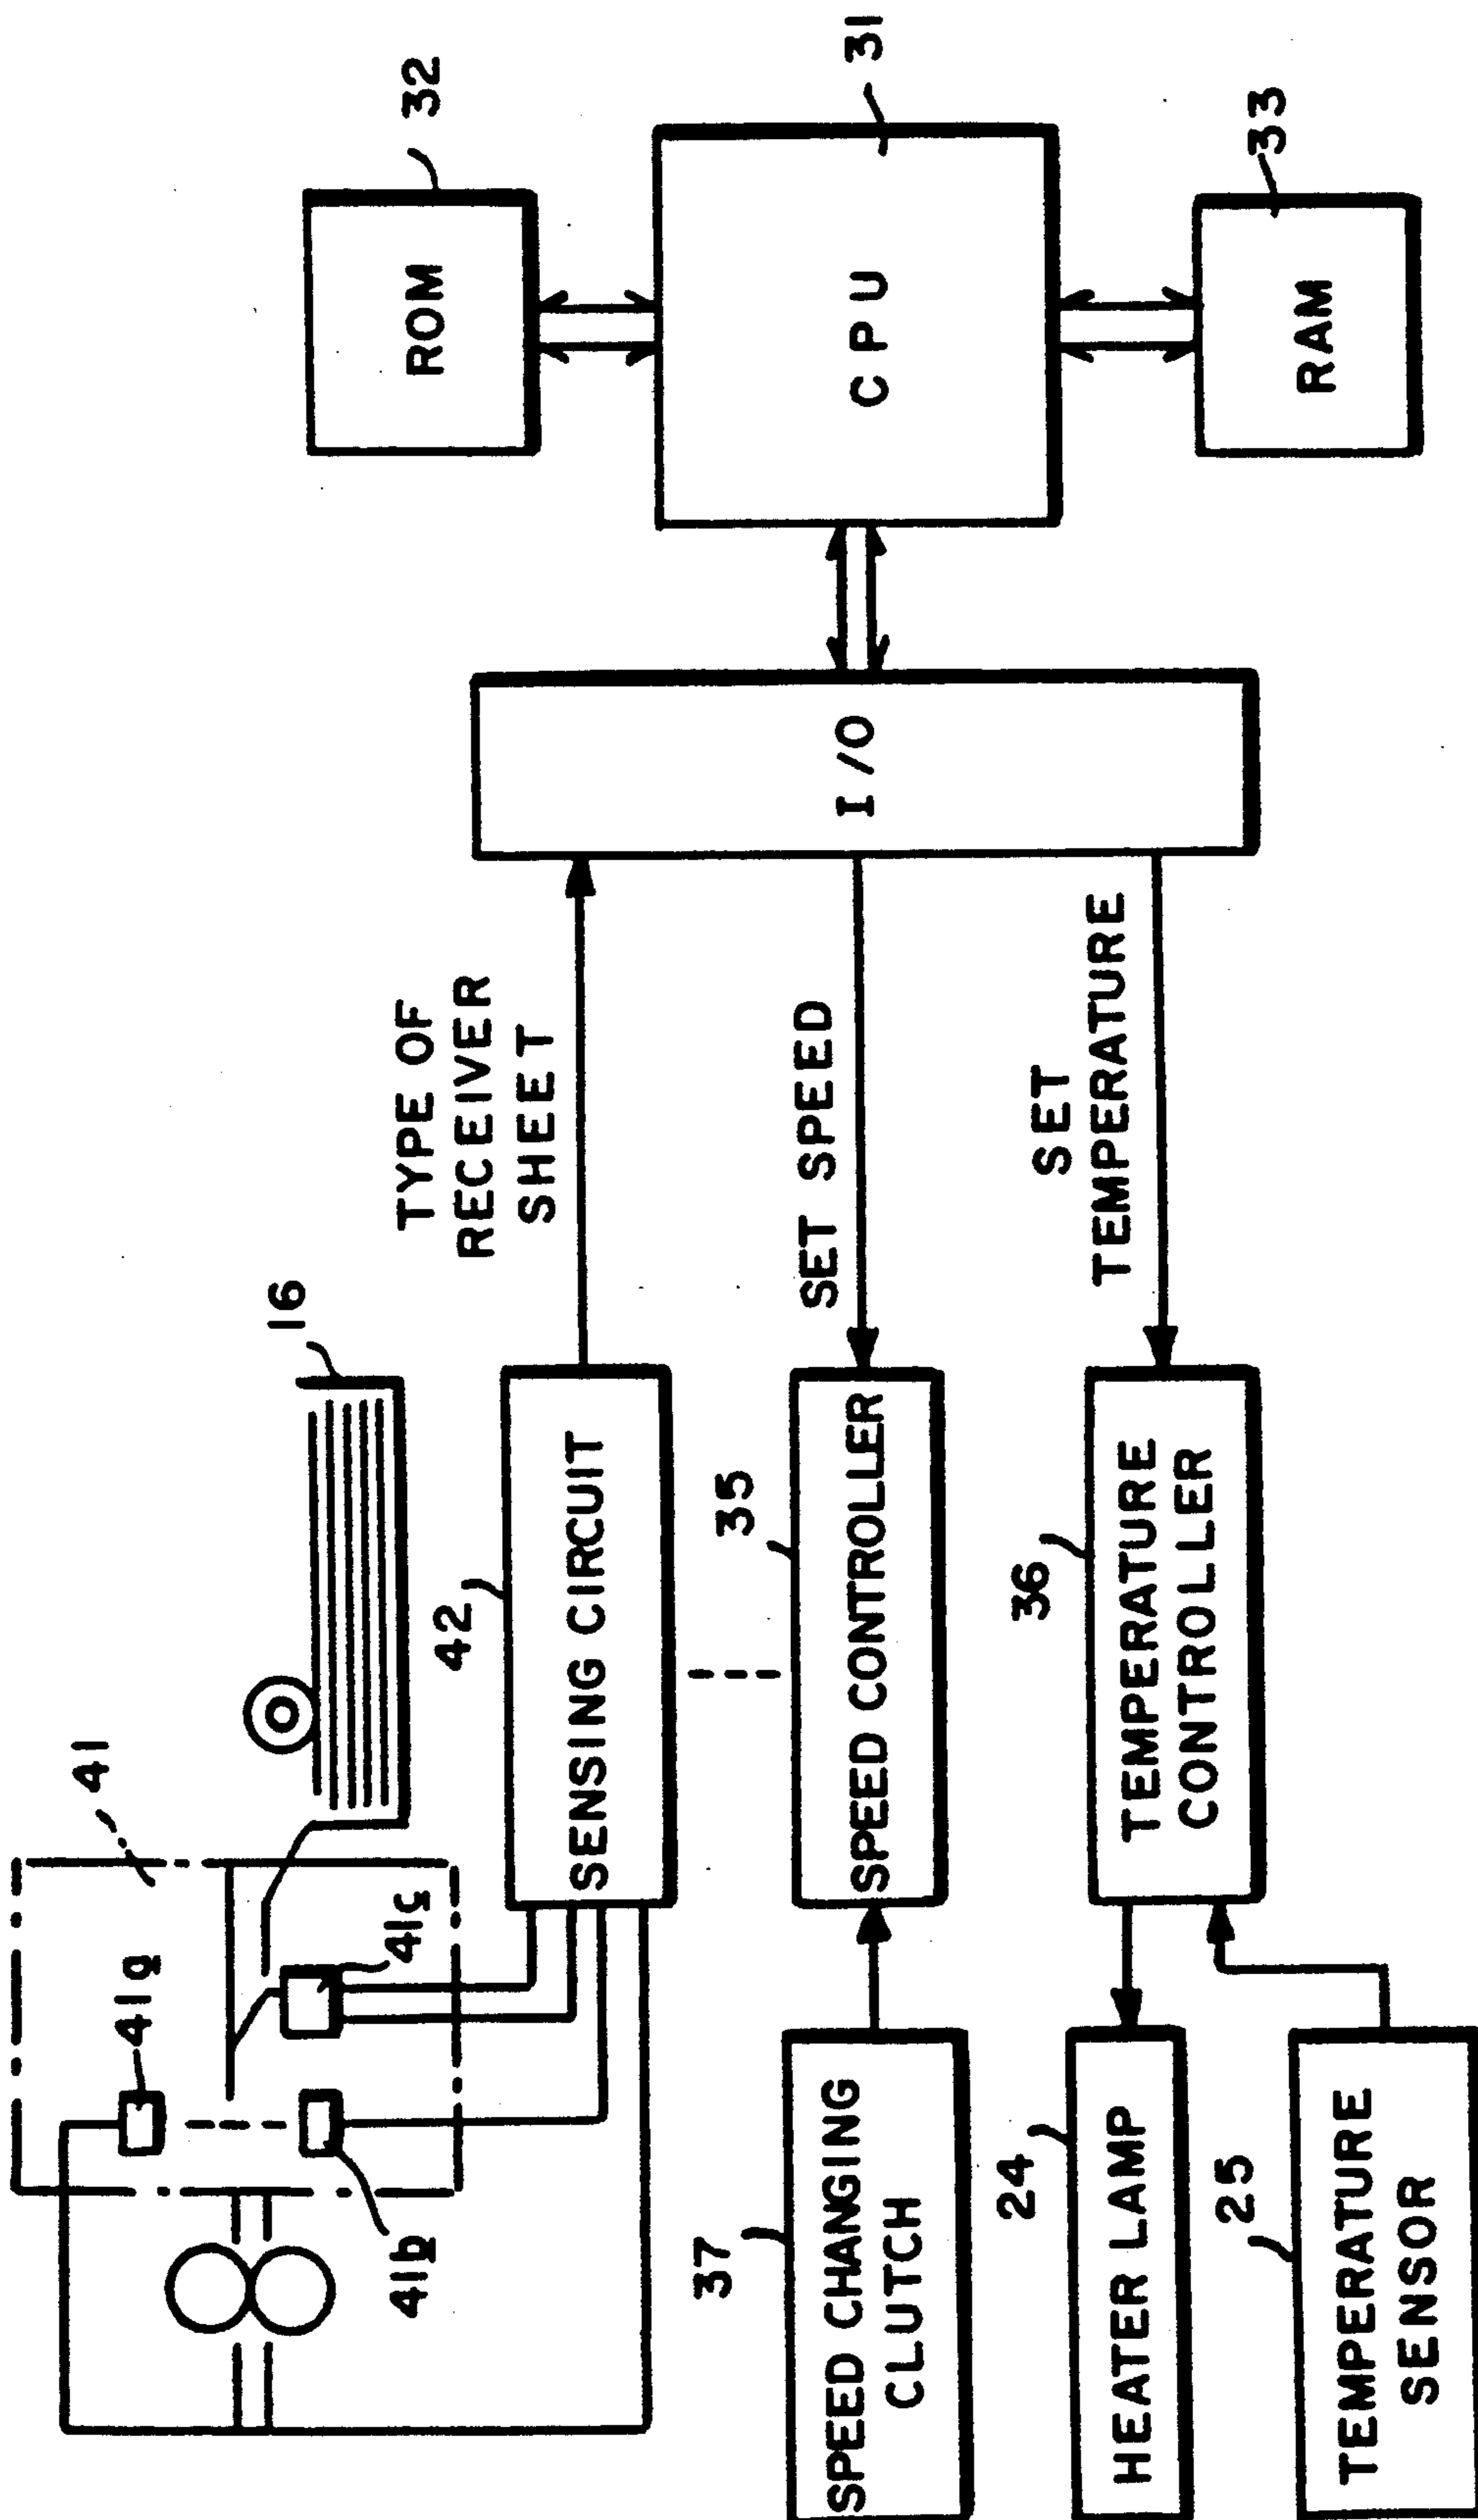 41
41a
41c
41b
16
42
SENSING CIRCUIT
TYPE OF
RECEIVER
SHEET
ROM
32
I/O
CPU
31
RAM
33
37
SPEED CHANGING
CLUTCH
35
SPEED CONTROLLER
SET SPEED
24
HEATER LAMP
36
TEMPERATURE
CONTROLLER
SET
TEMPERATURE
25
TEMPERATURE
SENSOR